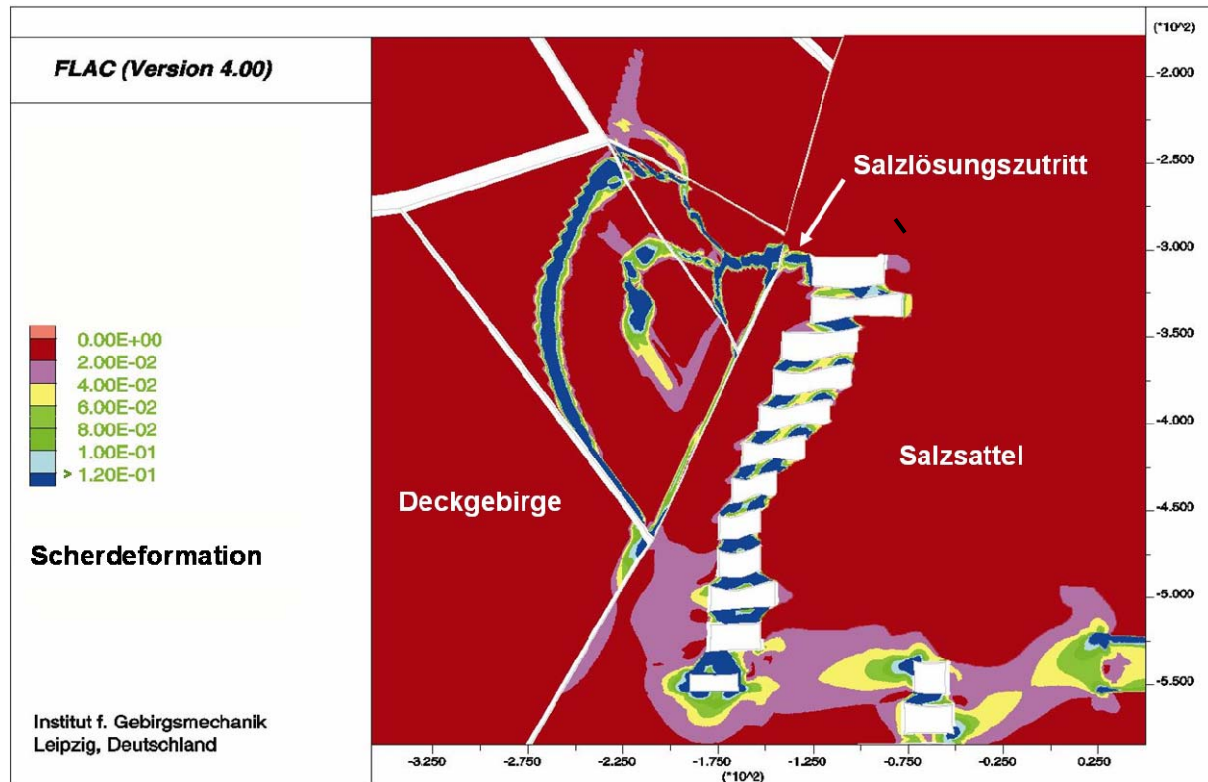 FLAC (Version 4.00)
0.00E+00
2.00E-02
4.00E-02
6.00E-02
8.00E-02
1.00E-01
> 1.20E-01
Scherdeformation
Institut f. Gebirgsmechanik
Leipzig, Deutschland
Salzlösungszutritt
Salzsattel
Deckgebirge
(*10^2)
-2.000
-2.500
-3.000
-3.500
-4.000
-4.500
-5.000
-5.500
-3.250
-2.750
-2.250
-1.750
-1.250
-0.750
-0.250
0.250
(*10^2)